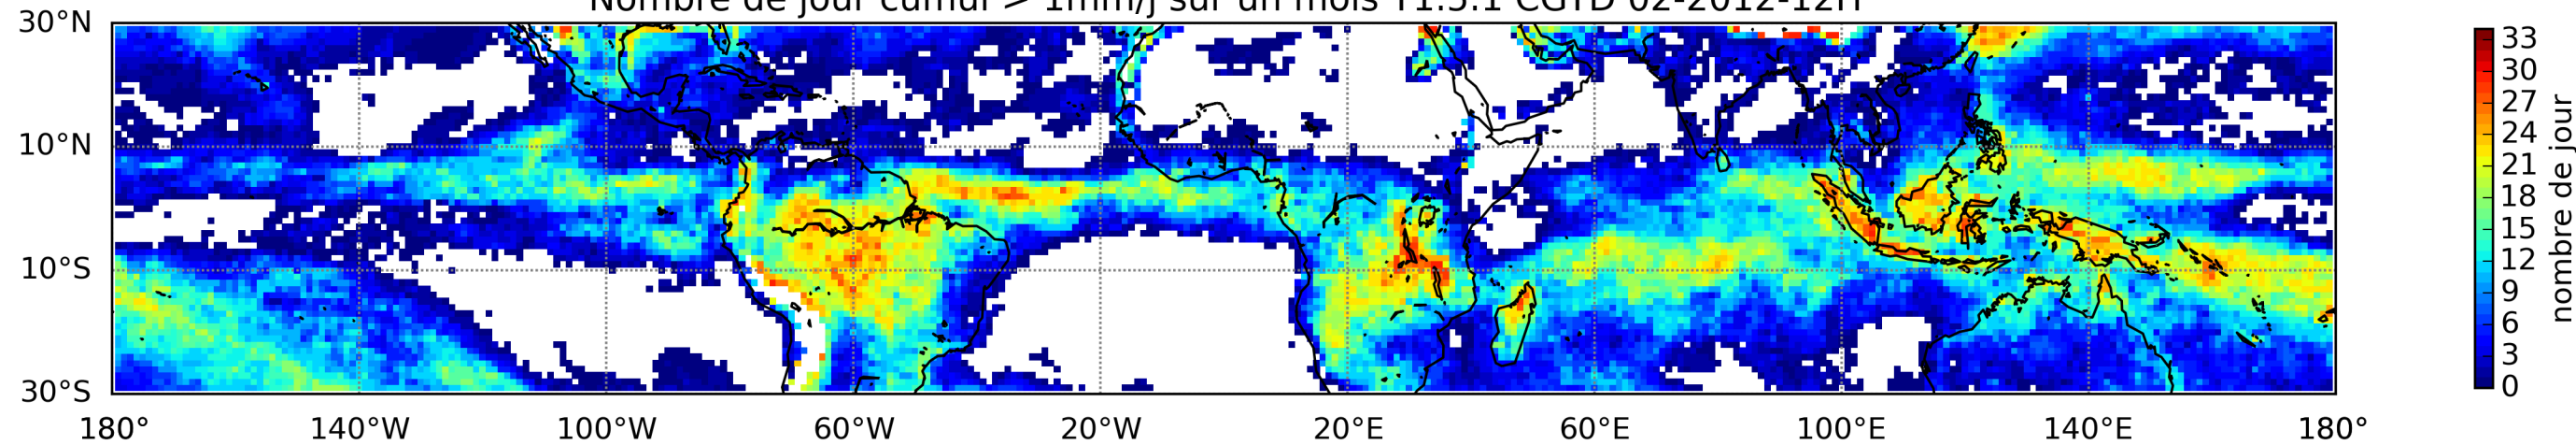 Nombre de jour cumul > 1mm/j sur un mois T1.5.1 CGTD 02-2012-12H
30°N
10°N
10°S
30°S
180° 140°W 100°W 60°W 20°W 20°E 60°E 100°E 140°E 180°
33
30
27
24
21
18
15
12
9
6
3
0
nombre de jour